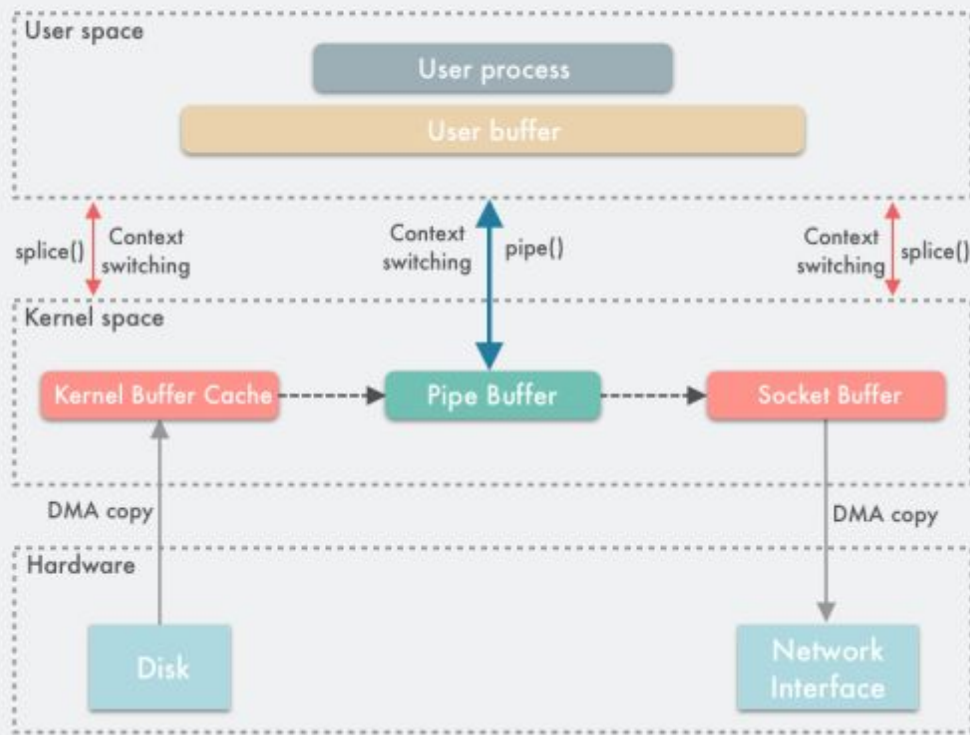 User space
User process
User buffer
splice()
Context
switching
Context
switching
pipe()
Context
switching
splice()
Kernel space
Kernel Buffer Cache
Pipe Buffer
Socket Buffer
DMA copy
DMA copy
Hardware
Disk
Network
Interface